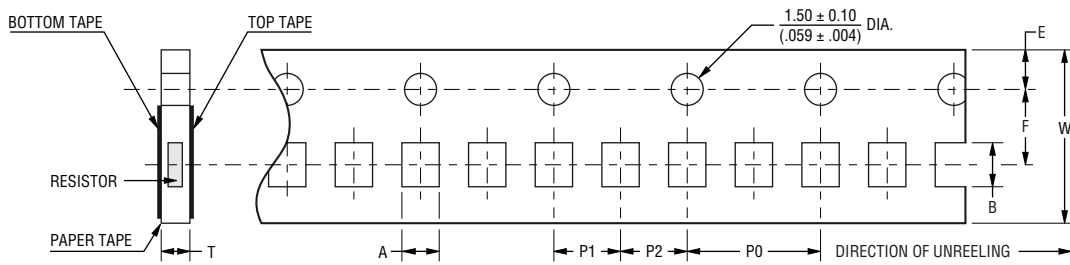 BOTTOM TAPE
TOP TAPE
1.50 ± 0.10
(.059 ± .004)
DIA.
E
F
W
RESISTOR
B
PAPER TAPE
T
A
P1
P2
P0
DIRECTION OF UNREELING